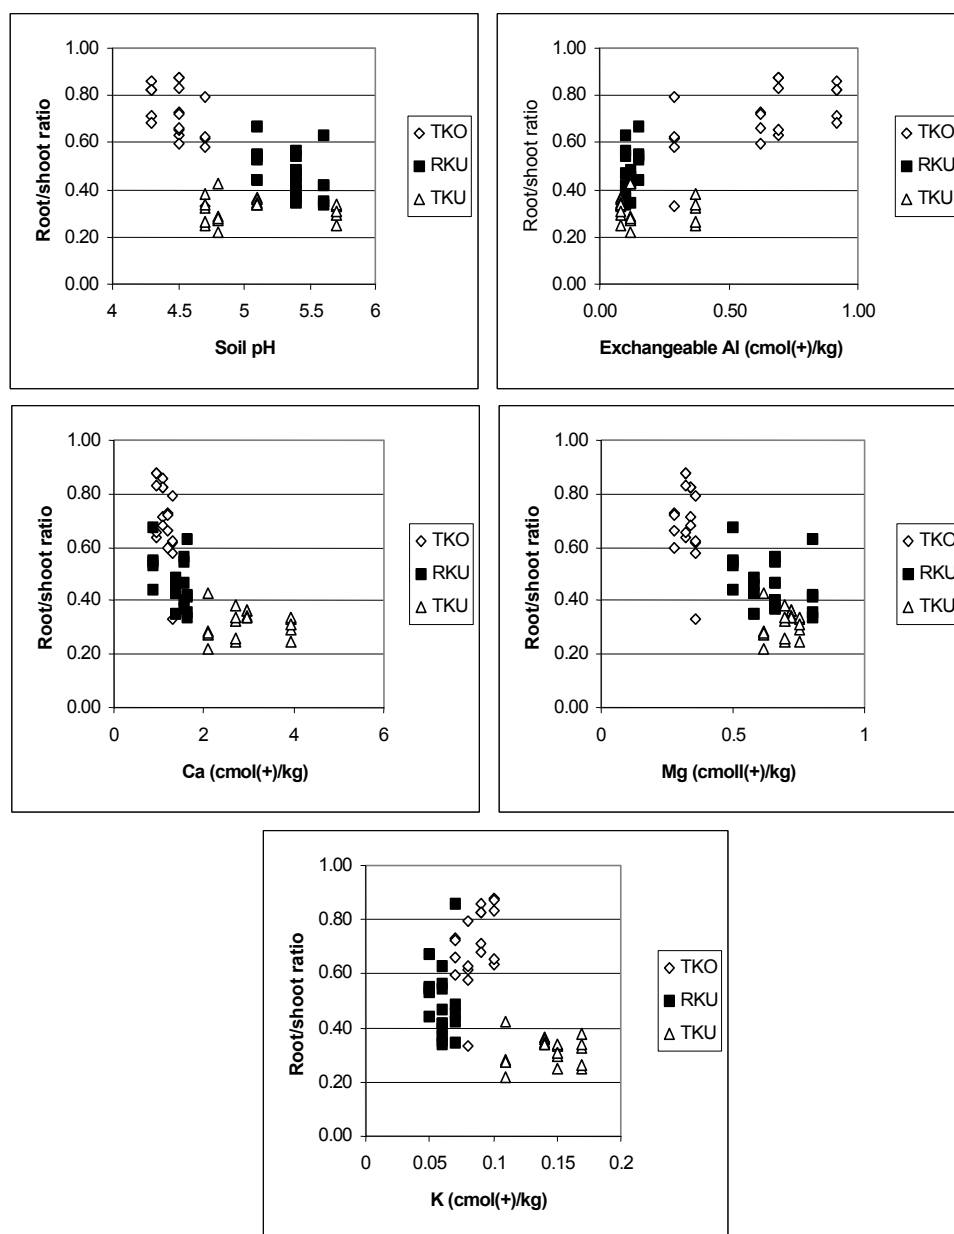 1.00
0.80
0.60
0.40
0.20
0.00
Root/shoot ratio
4 4.5 5 5.5 6
Soil pH
TKO
RKU
TKU
1.00
0.80
0.60
0.40
0.20
0.00
Root/shoot ratio
0.00 0.50 1.00
Exchangeable Al (cmol(+)/kg)
TKO
RKU
TKU
1.00
0.80
0.60
0.40
0.20
0.00
Root/shoot ratio
0 2 4 6
Ca (cmol(+)/kg)
TKO
RKU
TKU
1.00
0.80
0.60
0.40
0.20
0.00
Root/shoot ratio
0 0.5 1
Mg (cmoll(+)/kg)
TKO
RKU
TKU
1.00
0.80
0.60
0.40
0.20
0.00
Root/shoot ratio
0 0.05 0.1 0.15 0.2
K (cmol(+)/kg)
TKO
RKU
TKU